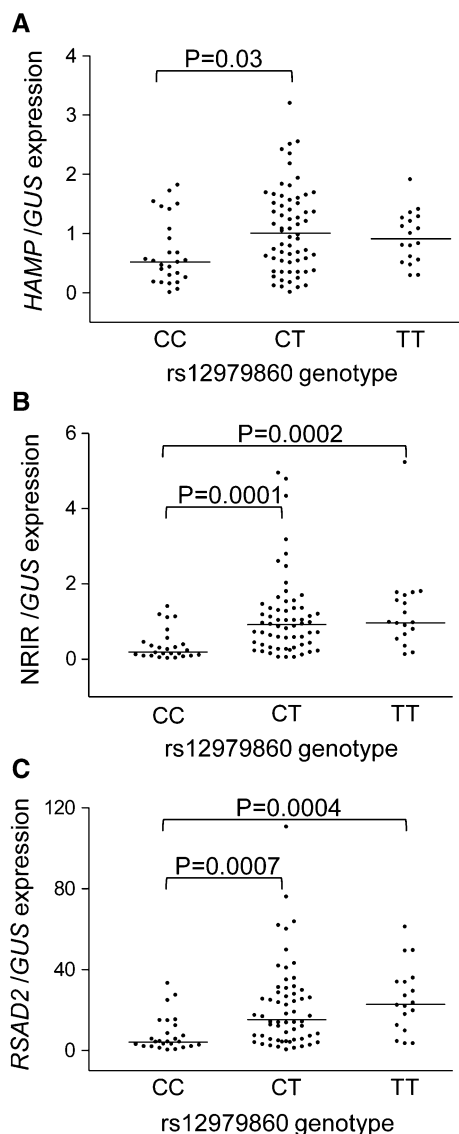 A
HAMP /GUS expression
P=0.03
4
3
2
1
0
CC CT TT
rs12979860 genotype
B
NRIR /GUS expression
P=0.0002
P=0.0001
6
4
2
0
CC CT TT
rs12979860 genotype
C
RSAD2 /GUS expression
P=0.0004
P=0.0007
120
80
40
0
CC CT TT
rs12979860 genotype